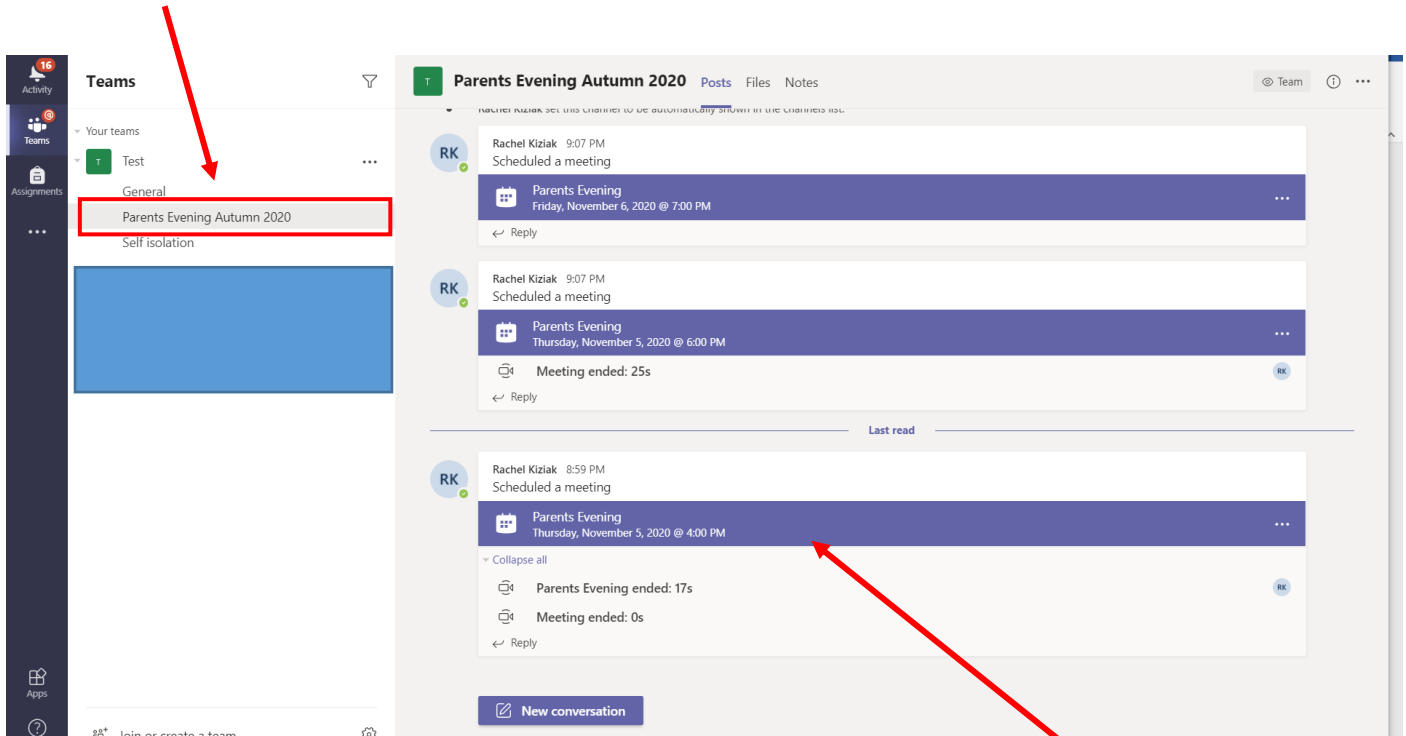 16
Activity
Teams
Assignments
Apps
Teams
Your teams
T
Test
General
Parents Evening Autumn 2020
Self isolation
Join or create a team
T
Parents Evening Autumn 2020 Posts Files Notes
Team
Rachel Kiziak set this channel to be automatically shown in the channels list.
RK
Rachel Kiziak 9:07 PM
Scheduled a meeting
Parents Evening
Friday, November 6, 2020 @ 7:00 PM
Reply
RK
Rachel Kiziak 9:07 PM
Scheduled a meeting
Parents Evening
Thursday, November 5, 2020 @ 6:00 PM
Meeting ended: 25s
RK
Reply
Last read
RK
Rachel Kiziak 8:59 PM
Scheduled a meeting
Parents Evening
Thursday, November 5, 2020 @ 4:00 PM
Collapse all
Parents Evening ended: 17s
RK
Meeting ended: 0s
Reply
New conversation